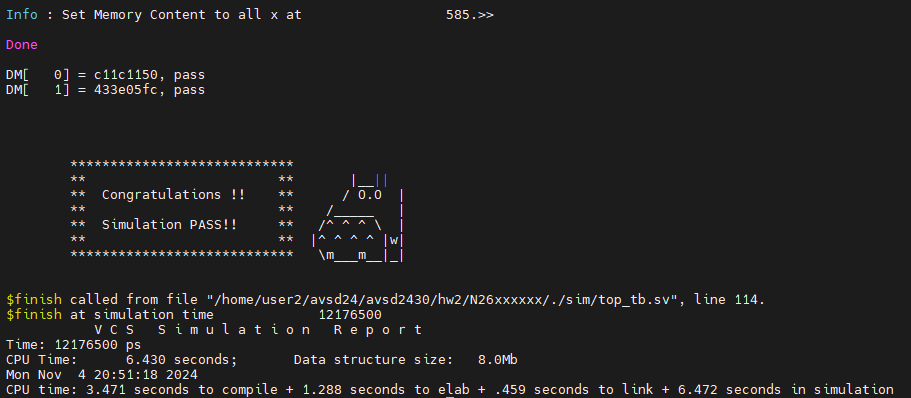 Info : Set Memory Content to all x at                  585.>>
Done
DM[   0] = c11c1150, pass
DM[   1] = 433e05fc, pass
        ****************************
        **                        **       |__||
        **  Congratulations !!    **      / O.O  |
        **                        **    /_____   |
        **  Simulation PASS!!     **   /^ ^ ^ \  |
        **                        **  |^ ^ ^ ^ |w|
        ****************************   \m___m__|_|
$finish called from file "/home/user2/avsd24/avsd2430/hw2/N26xxxxxx/./sim/top_tb.sv", line 114.
$finish at simulation time             12176500
           V C S   S i m u l a t i o n   R e p o r t
Time: 12176500 ps
CPU Time:      6.430 seconds;       Data structure size:   8.0Mb
Mon Nov  4 20:51:18 2024
CPU time: 3.471 seconds to compile + 1.288 seconds to elab + .459 seconds to link + 6.472 seconds in simulation